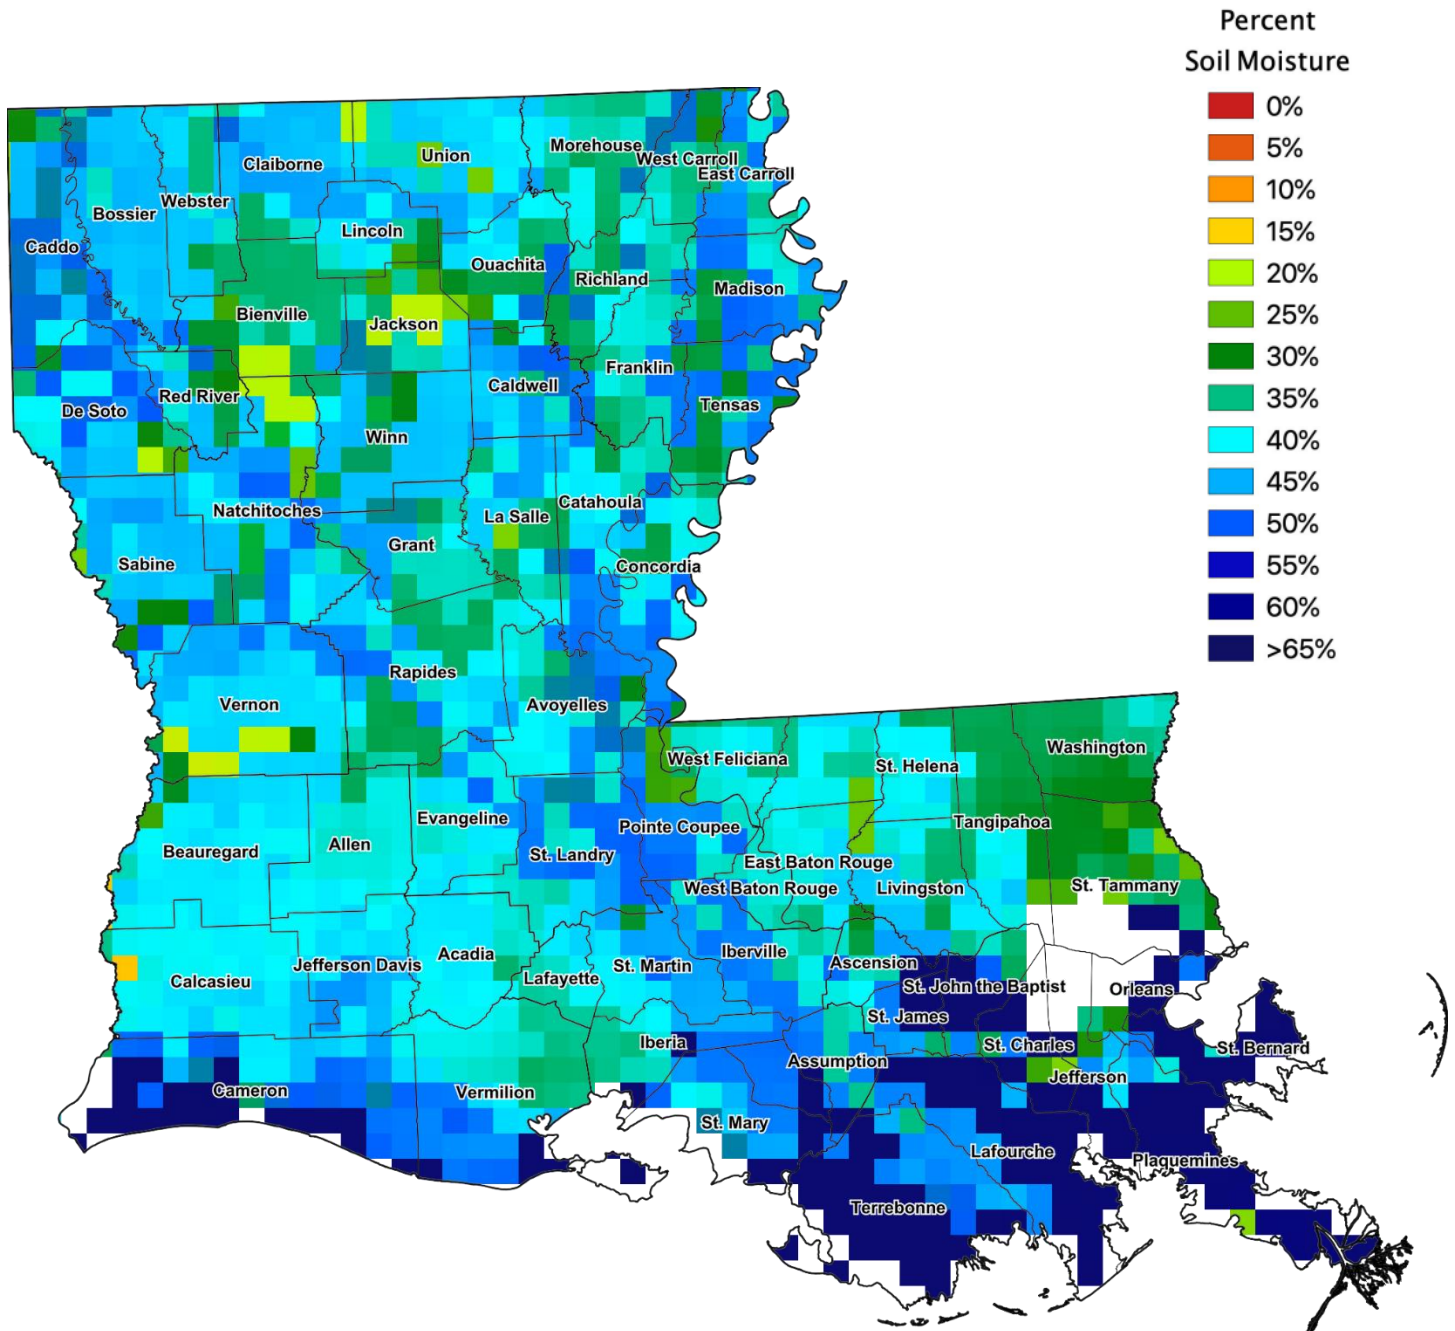 Percent
Soil Moisture
0%
5%
10%
15%
20%
25%
30%
35%
40%
45%
50%
55%
60%
>65%
Morehouse
Union
West Carroll
Claiborne
East Carroll
Webster
Bossier
Lincoln
Caddo
Ouachita
Richland
Madison
Bienville
Jackson
Franklin
Caldwell
Red River
Tensas
De Soto
Winn
Catahoula
Natchitoches
La Salle
Grant
Sabine
Concordia
Rapides
Vernon
Avoyelles
Washington
West Feliciana
St. Helena
Evangeline
Tangipahoa
Pointe Coupee
Allen
Beauregard
St. Landry
East Baton Rouge
St. Tammany
West Baton Rouge
Livingston
Iberville
Acadia
Ascension
Jefferson Davis
St. Martin
Lafayette
Calcasieu
St. John the Baptist
Orleans
St. James
Iberia
St. Charles
St. Bernard
Assumption
Jefferson
Cameron
Vermilion
St. Mary
Lafourche
Plaquemines
Terrebonne